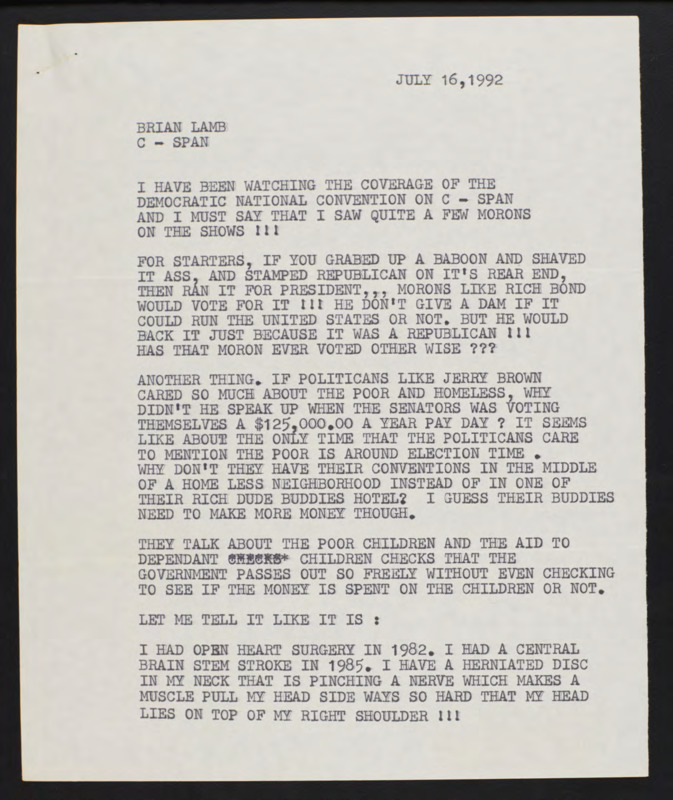 JULY 16,1992
BRIAN LAMB
C - SPAN
I HAVE BEEN WATCHING THE COVERAGE OF THE
DEMOCRATIC NATIONAL CONVENTION ON C - SPAN
AND I MUST SAY THAT I SAW QUITE A FEW MORONS
ON THE SHOWS !!!
FOR STARTERS, IF YOU GRABED UP A BABOON AND SHAVED
IT ASS, AND STAMPED REPUBLICAN ON IT'S REAR END,
THEN RAN IT FOR PRESIDENT,,, MORONS LIKE RICH BOND
WOULD VOTE FOR IT !!! HE DON'T GIVE A DAM IF IT
COULD RUN THE UNITED STATES OR NOT. BUT HE WOULD
BACK IT JUST BECAUSE IT WAS A REPUBLICAN !!!
HAS THAT MORON EVER VOTED OTHER WISE ???
ANOTHER THING. IF POLITICANS LIKE JERRY BROWN
CARED SO MUCH ABOUT THE POOR AND HOMELESS, WHY
DIDN'T HE SPEAK UP WHEN THE SENATORS WAS VOTING
THEMSELVES A $125,000.00 A YEAR PAY DAY ? IT SEEMS
LIKE ABOUT THE ONLY TIME THAT THE POLITICANS CARE
TO MENTION THE POOR IS AROUND ELECTION TIME .
WHY DON'T THEY HAVE THEIR CONVENTIONS IN THE MIDDLE
OF A HOME LESS NEIGHBORHOOD INSTEAD OF IN ONE OF
THEIR RICH DUDE BUDDIES HOTEL? I GUESS THEIR BUDDIES
NEED TO MAKE MORE MONEY THOUGH.
THEY TALK ABOUT THE POOR CHILDREN AND THE AID TO
DEPENDANT CHILDREN CHECKS THAT THE
GOVERNMENT PASSES OUT SO FREELY WITHOUT EVEN CHECKING
TO SEE IF THE MONEY IS SPENT ON THE CHILDREN OR NOT.
LET ME TELL IT LIKE IT IS :
I HAD OPEN HEART SURGERY IN 1982. I HAD A CENTRAL
BRAIN STEM STROKE IN 1985. I HAVE A HERNIATED DISC
IN MY NECK THAT IS PINCHING A NERVE WHICH MAKES A
MUSCLE PULL MY HEAD SIDE WAYS SO HARD THAT MY HEAD
LIES ON TOP OF MY RIGHT SHOULDER !!!